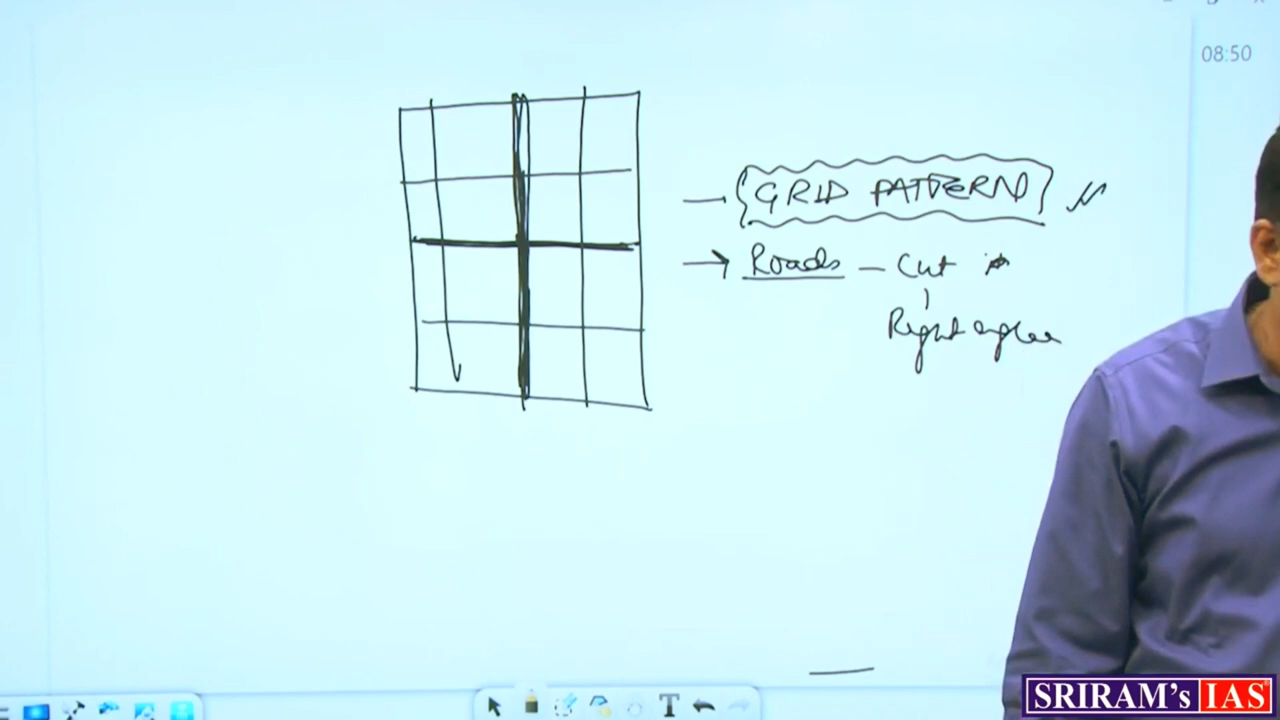 08:50
GRID PATTERN
Roads - Cut
Right angles
T
SRIRAM's IAS